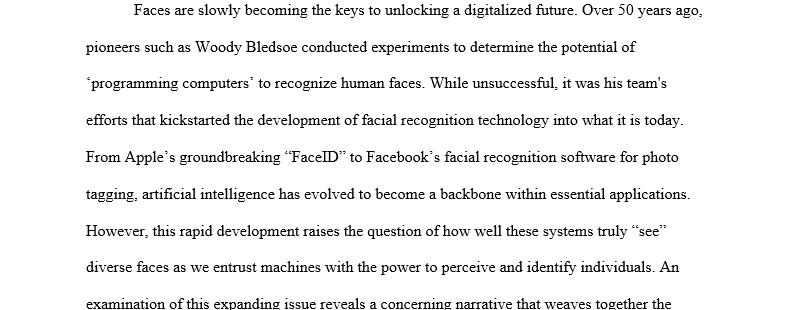 Faces are slowly becoming the keys to unlocking a digitalized future. Over 50 years ago,
pioneers such as Woody Bledsoe conducted experiments to determine the potential of
‘programming computers’ to recognize human faces. While unsuccessful, it was his team's
efforts that kickstarted the development of facial recognition technology into what it is today.
From Apple’s groundbreaking “FaceID” to Facebook’s facial recognition software for photo
tagging, artificial intelligence has evolved to become a backbone within essential applications.
However, this rapid development raises the question of how well these systems truly “see”
diverse faces as we entrust machines with the power to perceive and identify individuals. An
examination of this expanding issue reveals a concerning narrative that weaves together the